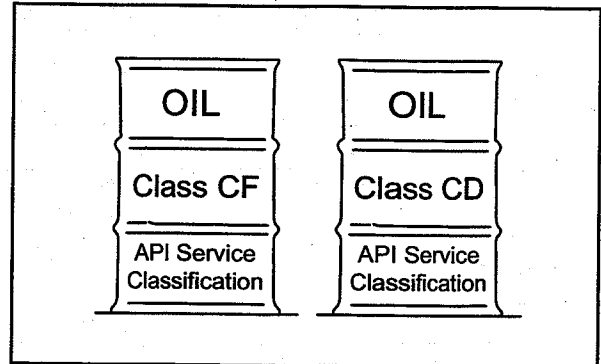 OIL
Class CF
API Service
Classification
OIL
Class CD
API Service
Classification